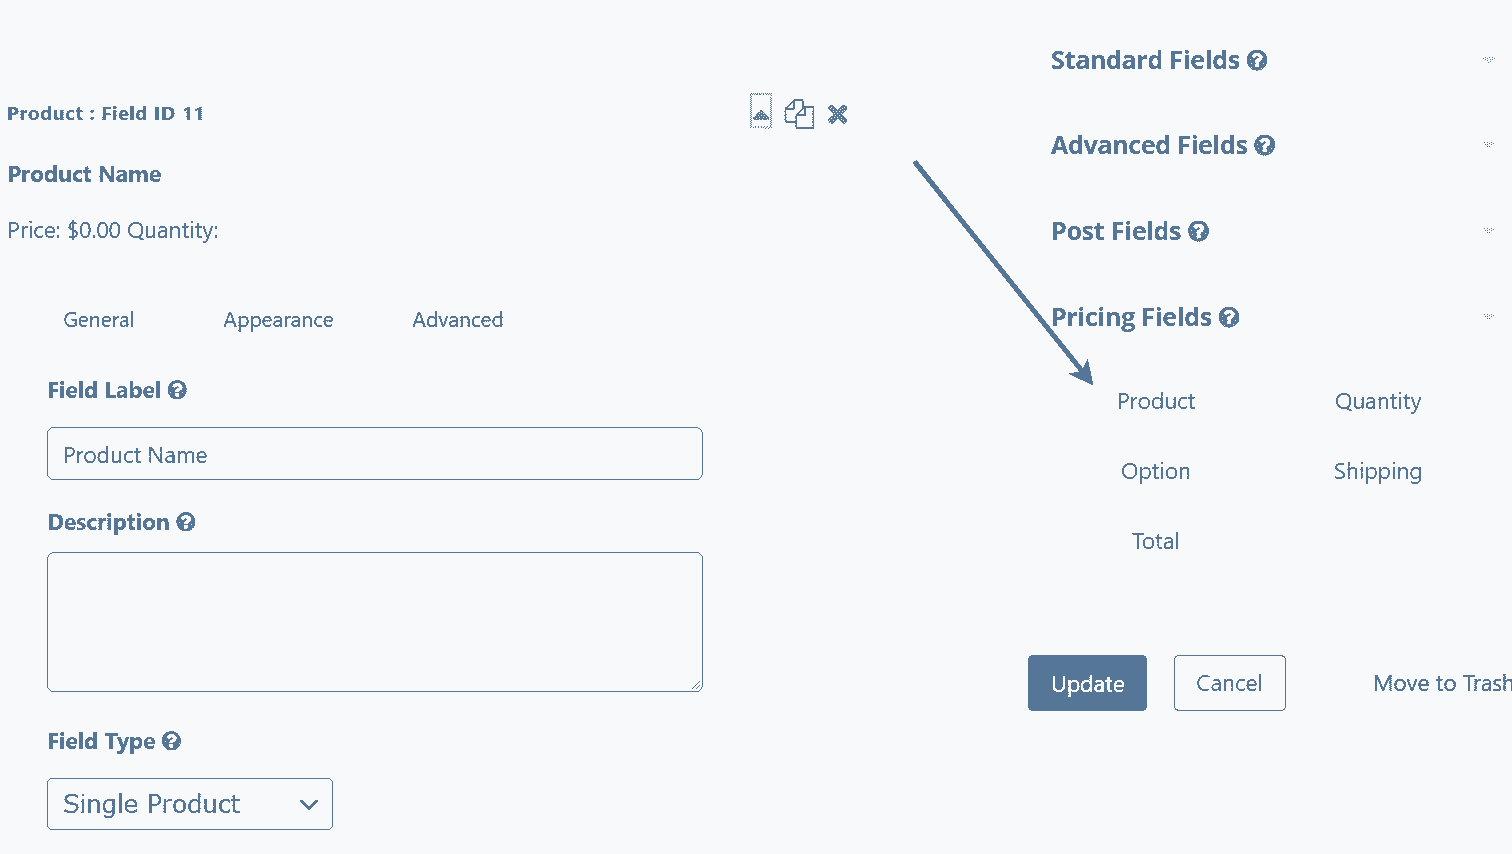 Product : Field ID 11
Product Name
Price: $0.00 Quantity:
General Appearance Advanced
Field Label
Product Name
Description
Field Type
Single Product
Standard Fields
Advanced Fields
Post Fields
Pricing Fields
Product Quantity
Option Shipping
Total
Update Cancel Move to Trash